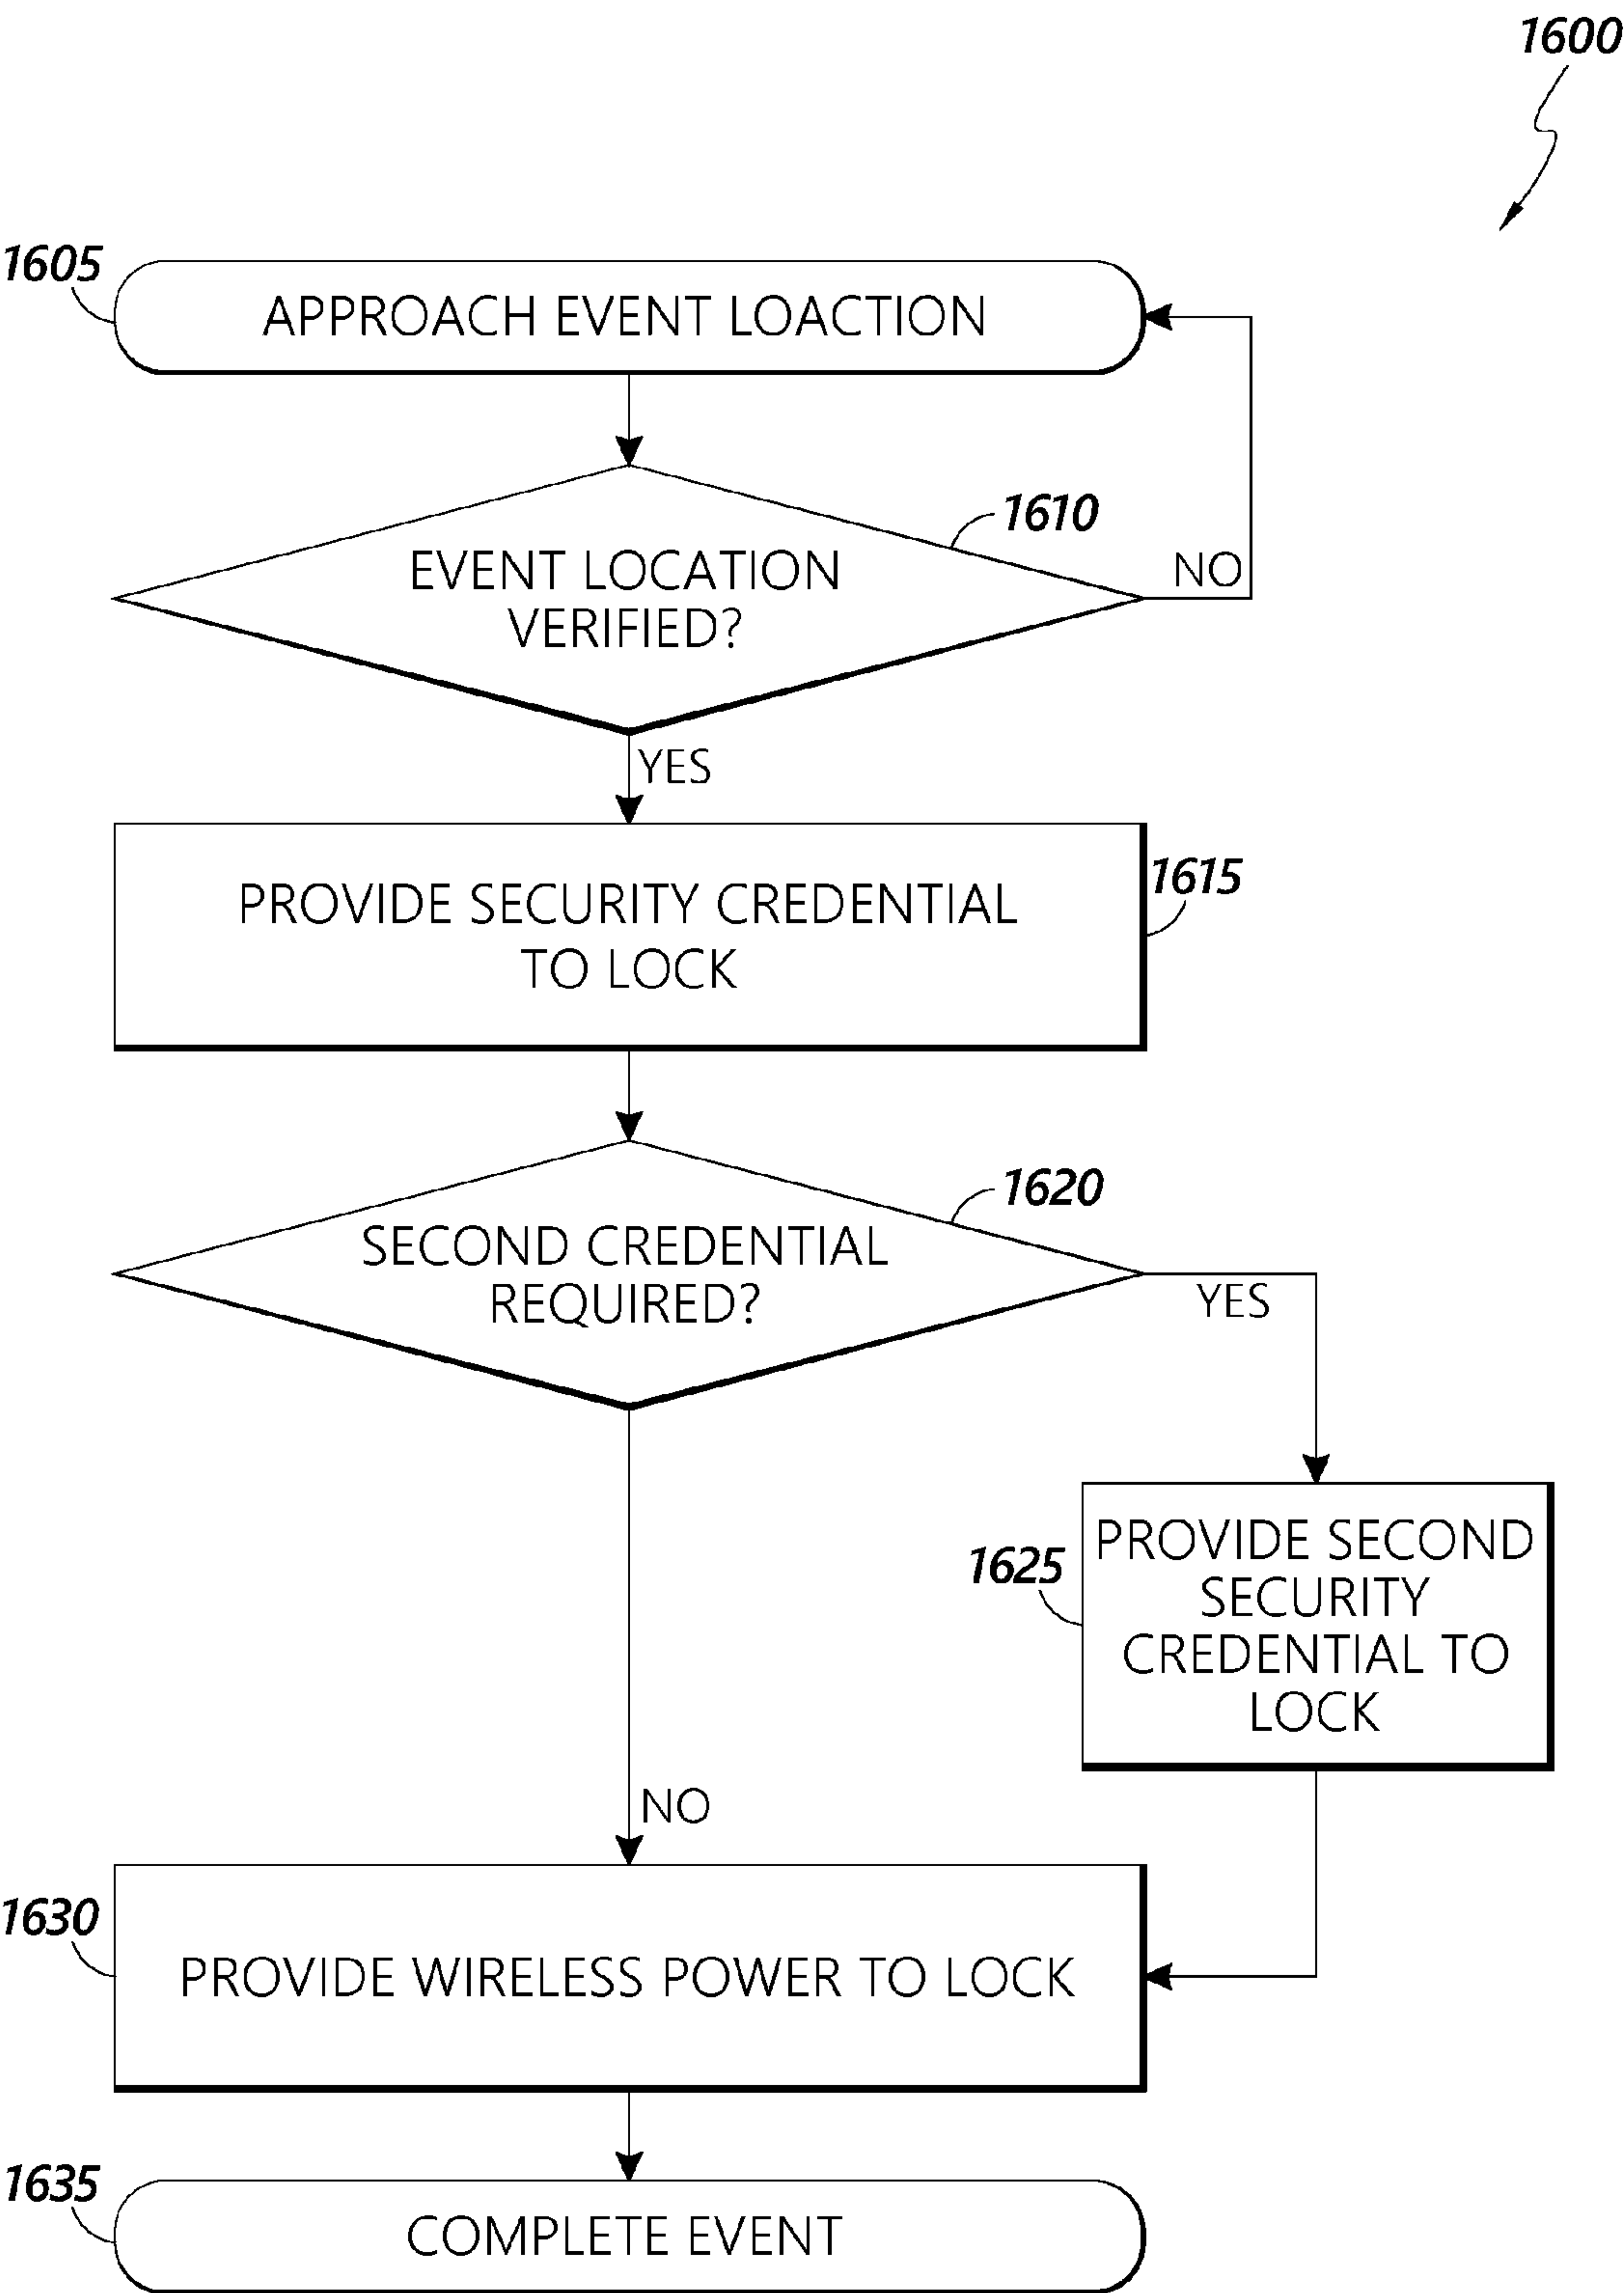 1600
1605
APPROACH EVENT LOACTION
1610
EVENT LOCATION
VERIFIED?
NO
YES
1615
PROVIDE SECURITY CREDENTIAL
TO LOCK
1620
SECOND CREDENTIAL
REQUIRED?
YES
1625
PROVIDE SECOND
SECURITY
CREDENTIAL TO
LOCK
NO
1630
PROVIDE WIRELESS POWER TO LOCK
1635
COMPLETE EVENT